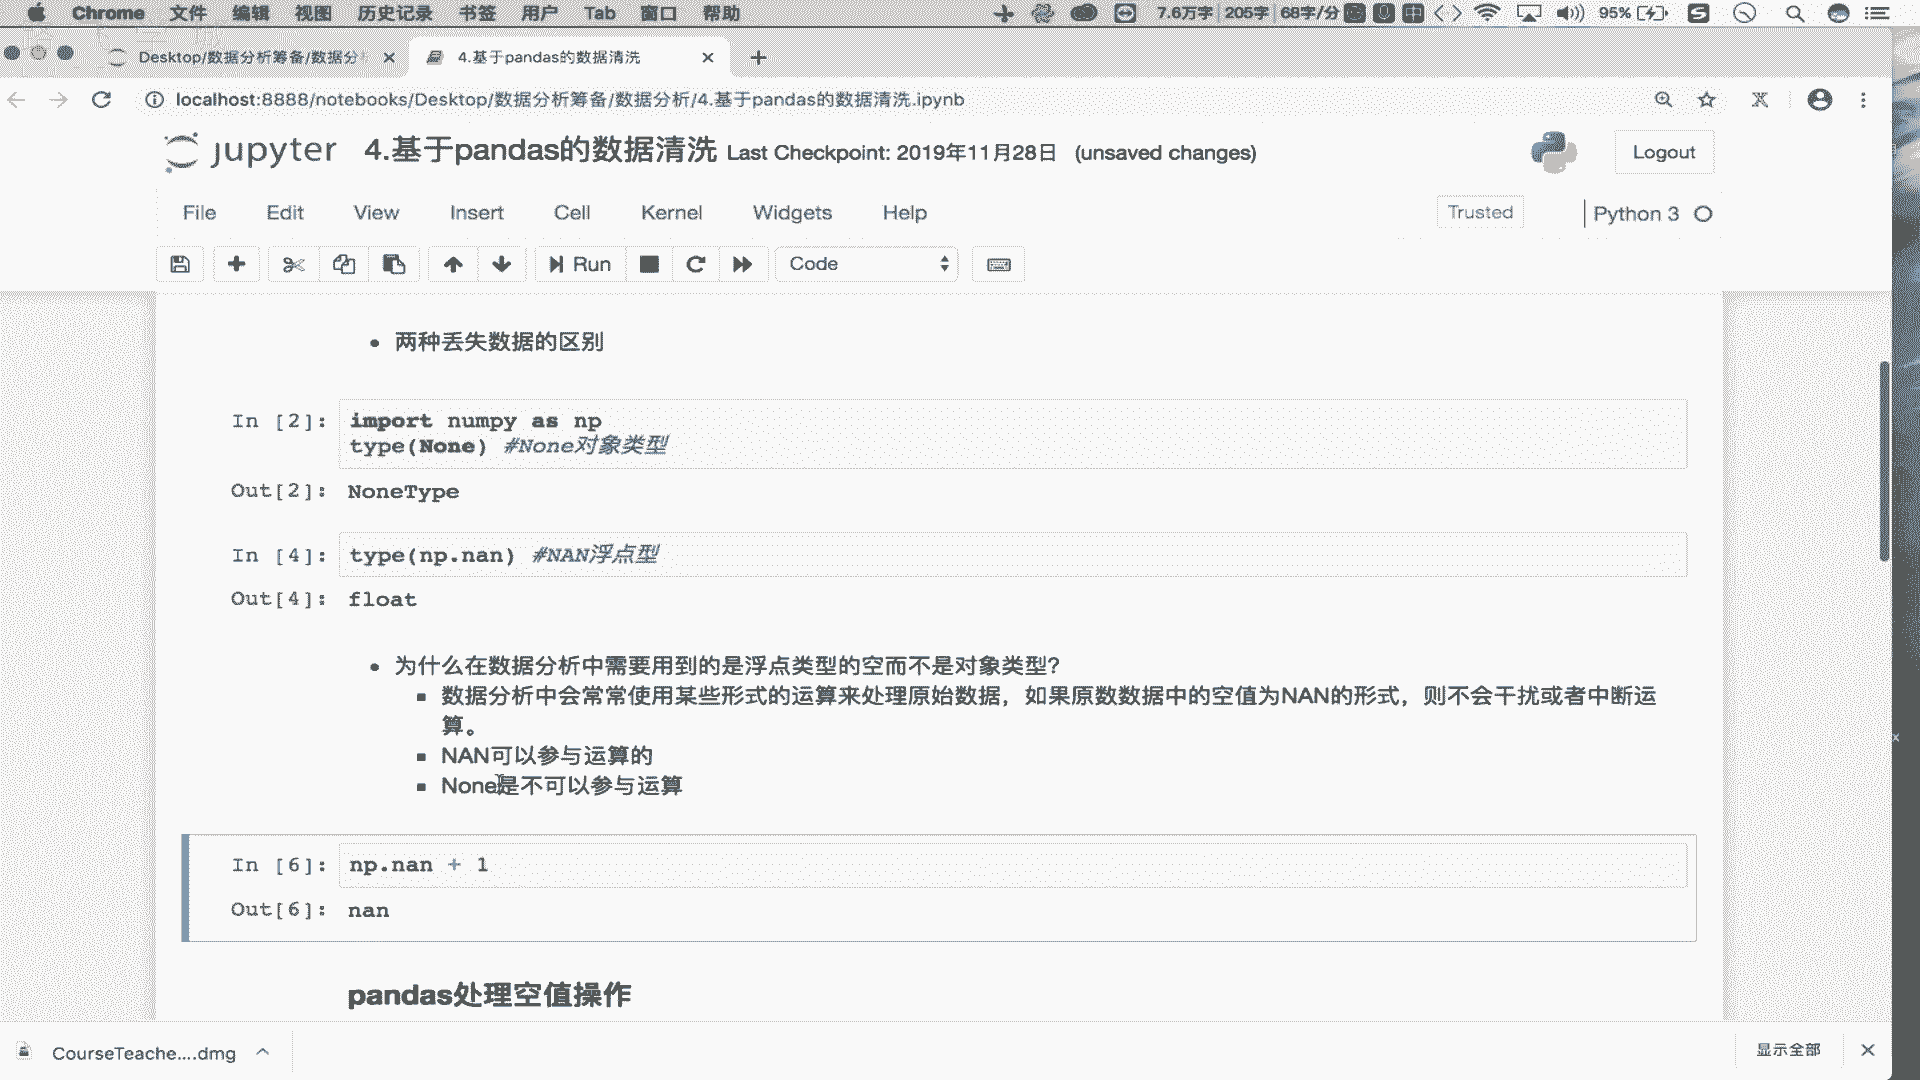 Chrome 文件 编辑 视图 历史记录 书签 用户 Tab 窗口 帮助 7.6万字 205字 68字/分 中 95%
Desktop/数据分析筹备/数据分 4.基于pandas的数据清洗
localhost:8888/notebooks/Desktop/数据分析筹备/数据分析/4.基于pandas的数据清洗.ipynb
jupyter 4.基于pandas的数据清洗 Last Checkpoint: 2019年11月28日 (unsaved changes) Logout
File Edit View Insert Cell Kernel Widgets Help Trusted Python 3
Run Code
两种丢失数据的区别
In [2]: import numpy as np
type(None) #None对象类型
Out[2]: NoneType
In [4]: type(np.nan) #NAN浮点型
Out[4]: float
为什么在数据分析中需要用到的是浮点类型的空而不是对象类型?
数据分析中会常常使用某些形式的运算来处理原始数据，如果原数数据中的空值为NAN的形式，则不会干扰或者中断运
算。
NAN可以参与运算的
None是不可以参与运算
In [6]: np.nan + 1
Out[6]: nan
pandas处理空值操作
CourseTeache....dmg 显示全部